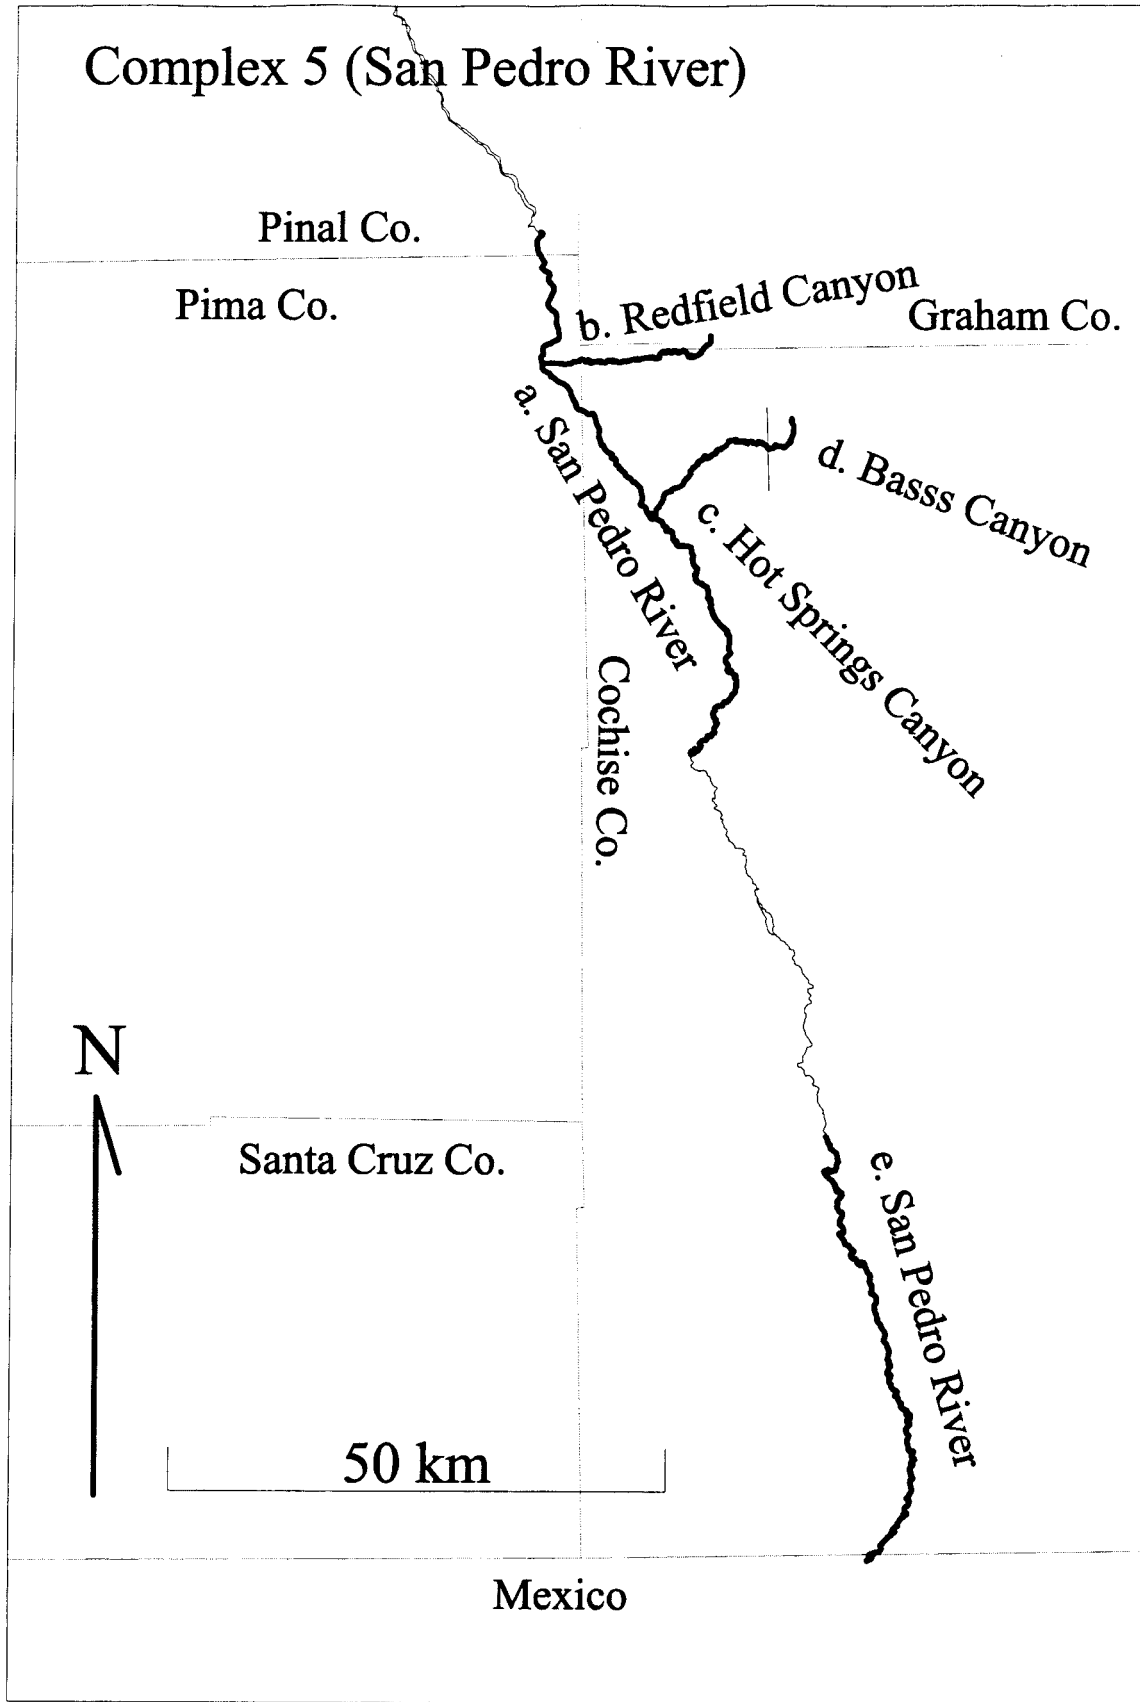 Complex 5 (San Pedro River)
Pinal Co.
Pima Co.
b. Redfield Canyon
Graham Co.
a. San Pedro River
d. Basss Canyon
c. Hot Springs Canyon
Cochise Co.
N
Santa Cruz Co.
e. San Pedro River
50 km
Mexico